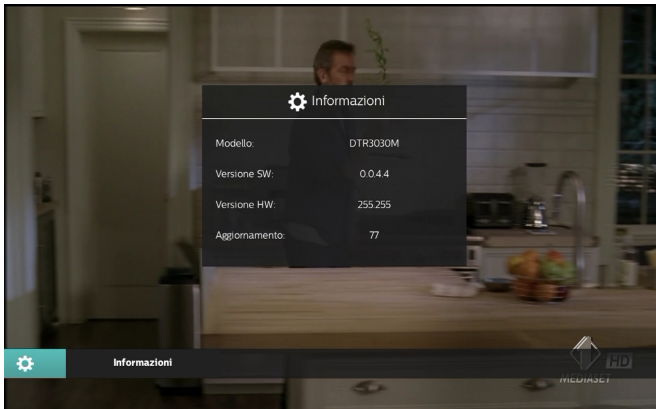 Informazioni
Modello: DTR3030M
Versione SW: 0.0.4.4
Versione HW: 255.255
Aggiornamento: 77
Informazioni
HD
MEDIASET